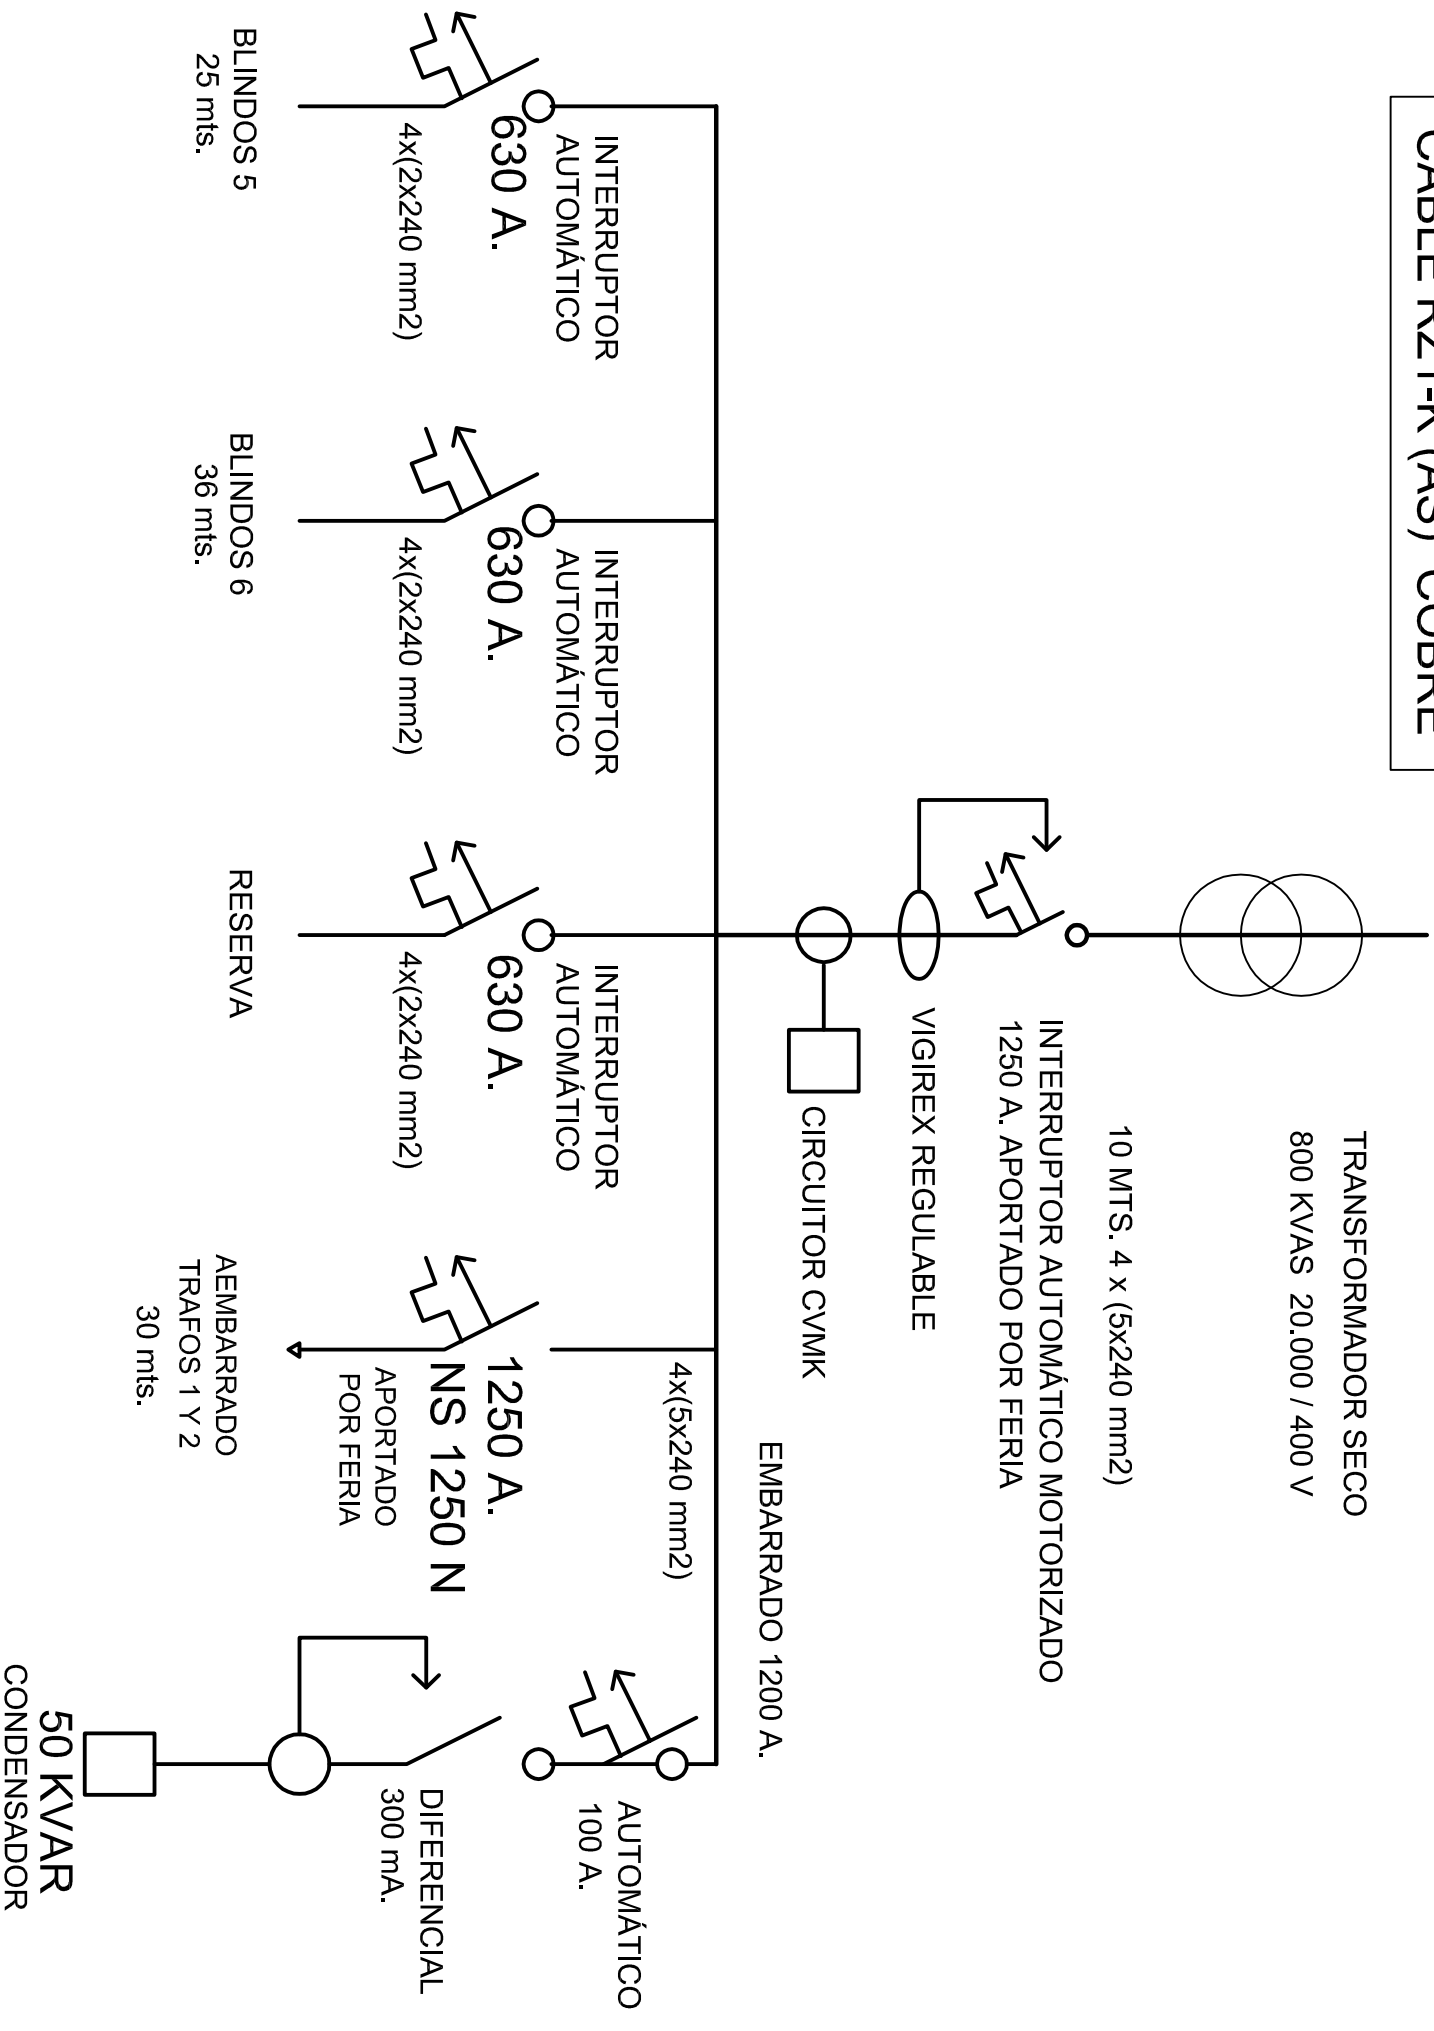 CABLE RZ1-K (AS) COBRE
TRANSFORMADOR SECO
800 KVAS 20.000 / 400 V
10 MTS. 4 x (5x240 mm2)
INTERRUPTOR AUTOMÁTICO MOTORIZADO
1250 A. APORTADO POR FERIA
VIGIREX REGULABLE
CIRCUITOR CVMK
EMBARRADO 1200 A.
INTERRUPTOR
AUTOMÁTICO
630 A.
4x(2x240 mm2)
BLINDOS 5
25 mts.
INTERRUPTOR
AUTOMÁTICO
630 A.
4x(2x240 mm2)
BLINDOS 6
36 mts.
INTERRUPTOR
AUTOMÁTICO
630 A.
4x(2x240 mm2)
RESERVA
4x(5x240 mm2)
1250 A.
NS 1250 N
APORTADO
POR FERIA
AEMBARRADO
TRAFOS 1 Y 2
30 mts.
AUTOMÁTICO
100 A.
DIFERENCIAL
300 mA.
50 KVAR
CONDENSADOR